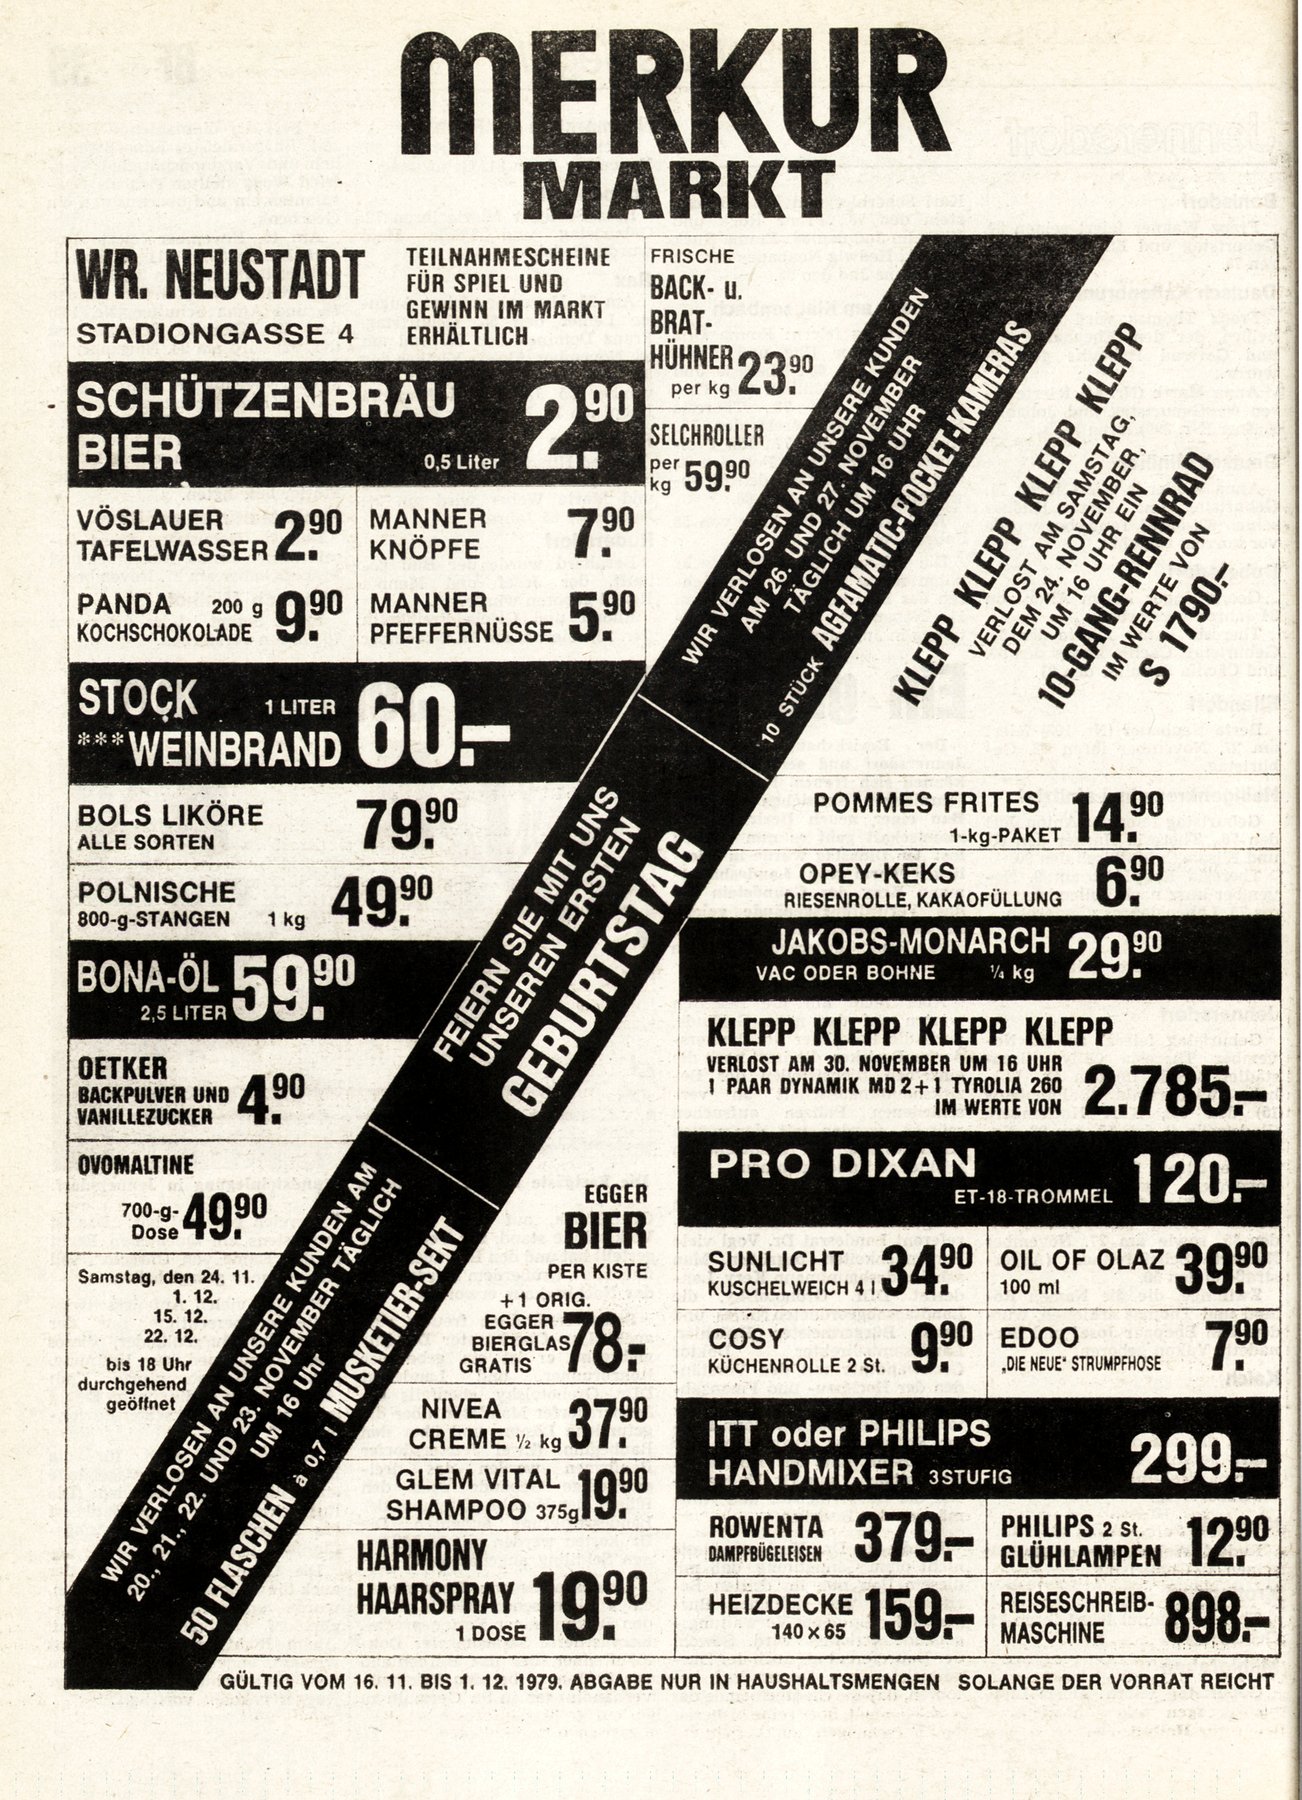 MERKUR
MARKT
WR. NEUSTADT
STADIONGASSE 4
TEILNAHMESCHEINE
FÜR SPIEL UND
GEWINN IM MARKT
ERHÄLTLICH
SCHÜTZENBRÄU
BIER 0,5 Liter 2.90
VÖSLAUER
TAFELWASSER 2.90
MANNER
KNÖPFE 7.90
PANDA 200 g
KOCHSCHOKOLADE 9.90
MANNER
PFEFFERNÜSSE 5.90
STOCK 1 LITER
***WEINBRAND 60.–
BOLS LIKÖRE
ALLE SORTEN 79.90
POLNISCHE
800-g-STANGEN 1 kg 49.90
BONA-ÖL
2,5 LITER 59.90
OETKER
BACKPULVER UND
VANILLEZUCKER 4.90
OVOMALTINE
700-g-
Dose 49.90
Samstag, den 24. 11.
1. 12.
15. 12.
22. 12.
bis 18 Uhr
durchgehend
geöffnet
FRISCHE
BACK- u.
BRAT-
HÜHNER
per kg 23.90
SELCHROLLER
per
kg 59.90
WIR VERLOSEN AN UNSERE KUNDEN
AM 26. UND 27. NOVEMBER
TÄGLICH UM 16 UHR
10 STÜCK AGFAMATIC-POCKET-KAMERAS
FEIERN SIE MIT UNS
UNSEREN ERSTEN
GEBURTSTAG
WIR VERLOSEN AN UNSERE KUNDEN AM
20., 21., 22. UND 23. NOVEMBER TÄGLICH
UM 16 Uhr
50 FLASCHEN à 0,7 l MUSKETIER-SEKT
KLEPP KLEPP KLEPP KLEPP
VERLOST AM SAMSTAG,
DEM 24. NOVEMBER,
UM 16 UHR EIN
10-GANG-RENNRAD
IM WERTE VON
S 1790.–
EGGER
BIER
PER KISTE
+ 1 ORIG.
EGGER
BIERGLAS
GRATIS 78.–
NIVEA
CREME ½ kg 37.90
GLEM VITAL
SHAMPOO 375g 19.90
HARMONY
HAARSPRAY
1 DOSE 19.90
POMMES FRITES
1-kg-PAKET 14.90
OPEY-KEKS
RIESENROLLE, KAKAOFÜLLUNG 6.90
JAKOBS-MONARCH
VAC ODER BOHNE ¼ kg 29.90
KLEPP KLEPP KLEPP KLEPP
VERLOST AM 30. NOVEMBER UM 16 UHR
1 PAAR DYNAMIK MD 2 + 1 TYROLIA 260
IM WERTE VON 2.785.–
PRO DIXAN
ET-18-TROMMEL 120.–
SUNLICHT
KUSCHELWEICH 4 l 34.90
OIL OF OLAZ
100 ml 39.90
COSY
KÜCHENROLLE 2 St. 9.90
EDOO
„DIE NEUE“ STRUMPFHOSE 7.90
ITT oder PHILIPS
HANDMIXER 3STUFIG 299.–
ROWENTA
DAMPFBÜGELEISEN 379.–
PHILIPS 2 St.
GLÜHLAMPEN 12.90
HEIZDECKE
140 x 65 159.–
REISESCHREIB-
MASCHINE 898.–
GÜLTIG VOM 16. 11. BIS 1. 12. 1979. ABGABE NUR IN HAUSHALTSMENGEN SOLANGE DER VORRAT REICHT